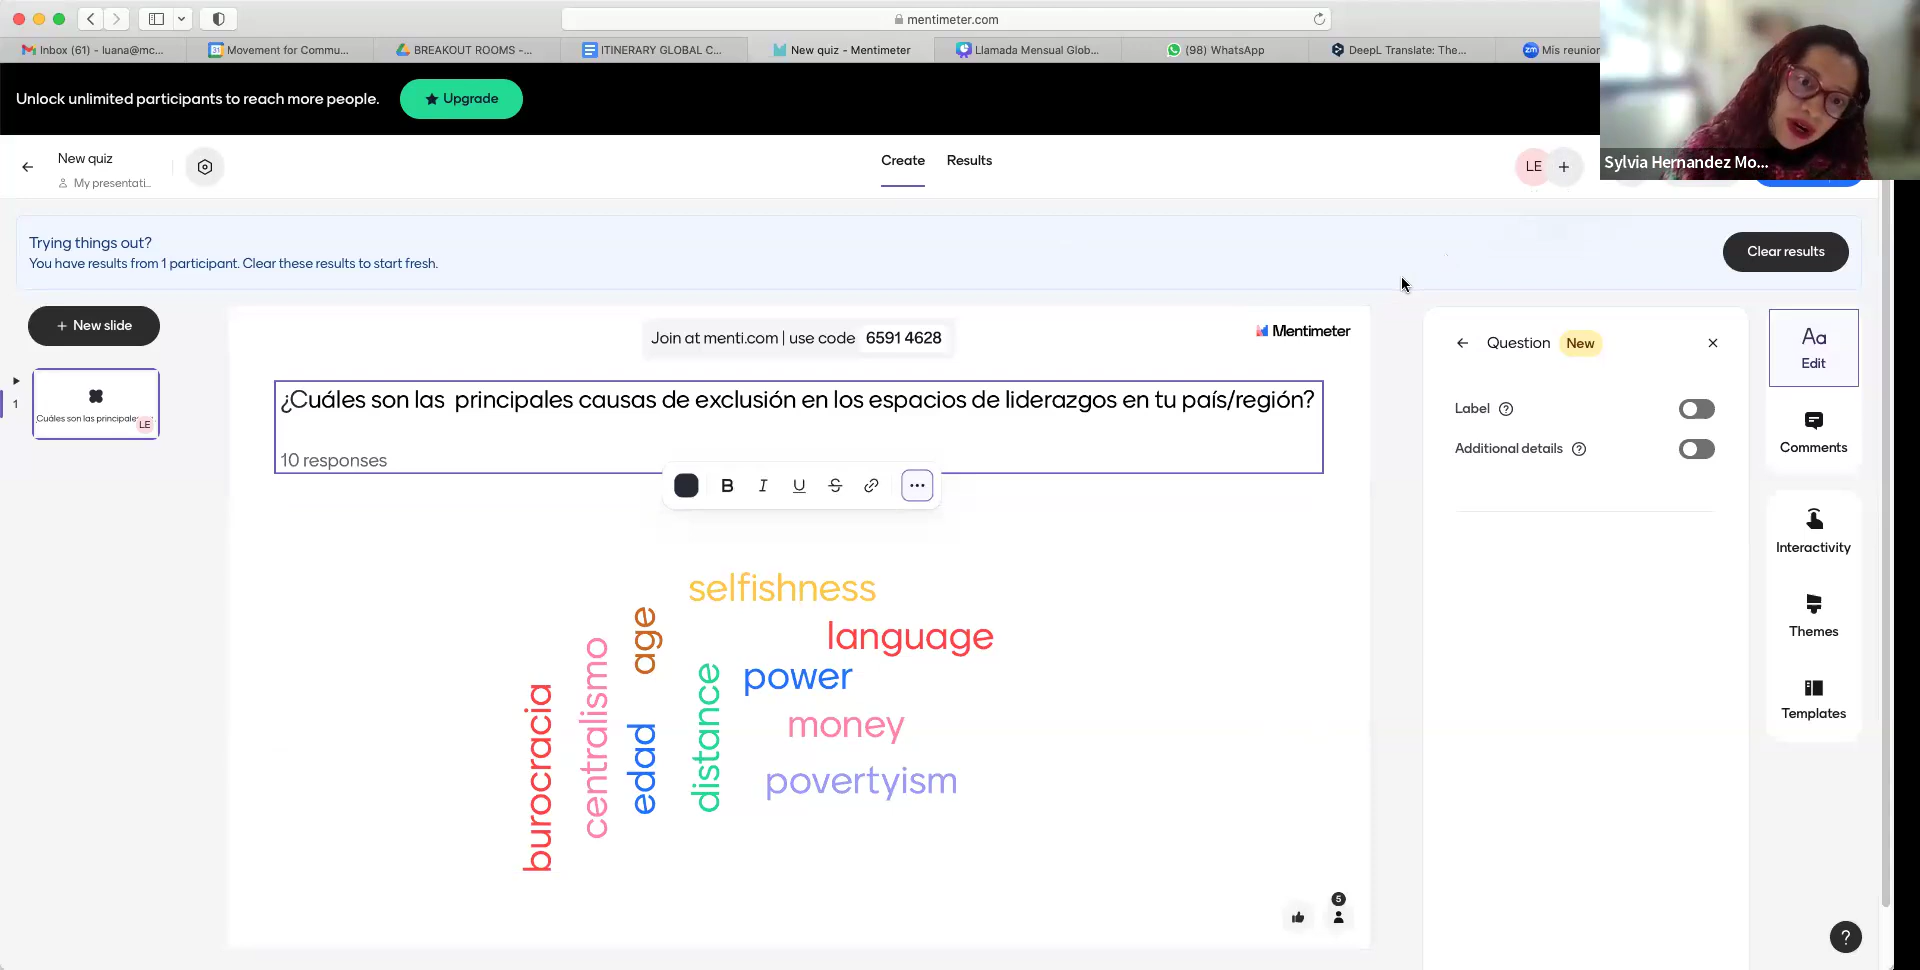 mentimeter.com
Inbox (61) - luana@mc...
Movement for Commu...
BREAKOUT ROOMS -...
ITINERARY GLOBAL C...
New quiz - Mentimeter
Llamada Mensual Glob...
(98) WhatsApp
DeepL Translate: The...
Mis reunion
Unlock unlimited participants to reach more people.
Upgrade
New quiz
My presentati...
Create
Results
LE
Sylvia Hernandez Mo...
Trying things out?
You have results from 1 participant. Clear these results to start fresh.
Clear results
+ New slide
1
Cuáles son las principale
LE
Join at menti.com | use code 6591 4628
Mentimeter
¿Cuáles son las principales causas de exclusión en los espacios de liderazgos en tu país/región?
10 responses
B I U S
selfishness
age
language
power
distance
centralismo
money
burocracia
edad
povertyism
5
Question New
Label
Additional details
Aa
Edit
Comments
Interactivity
Themes
Templates
?